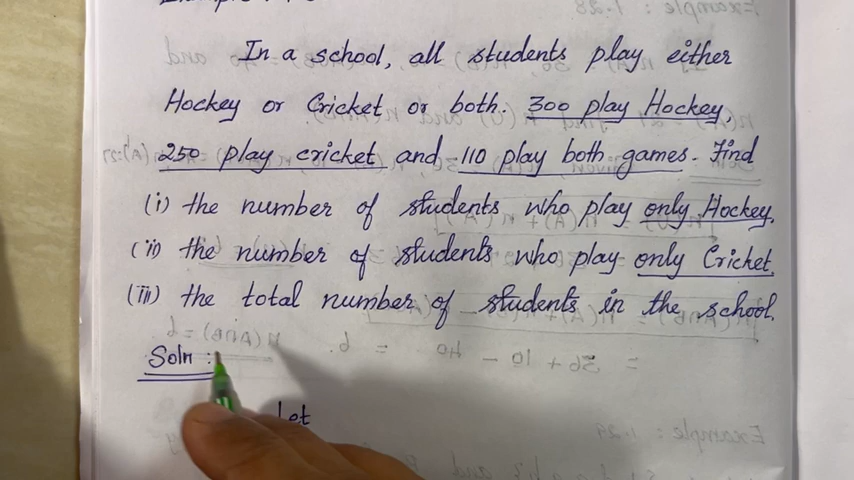 In a school, all students play either
Hockey or Cricket or both. 300 play Hockey,
250 play cricket and 110 play both games. Find
(i) the number of students who play only Hockey
(ii) the number of students who play only Cricket
(iii) the total number of students in the school.
Soln :
Let